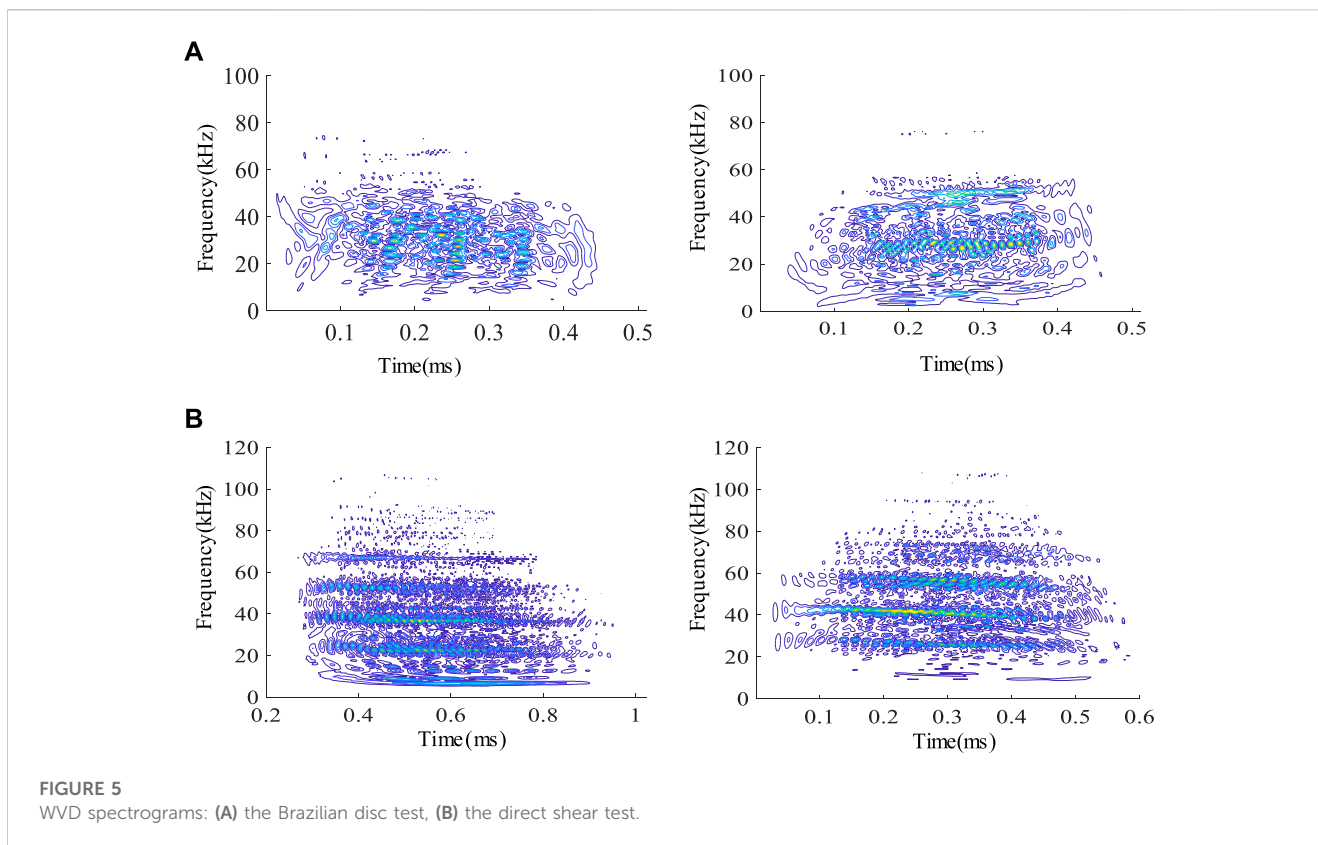 A
Frequency(kHz)
100
80
60
40
20
0
0.1 0.2 0.3 0.4 0.5
Time(ms)
Frequency(kHz)
100
80
60
40
20
0
0.1 0.2 0.3 0.4 0.5
Time(ms)
B
Frequency(kHz)
120
100
80
60
40
20
0
0.2 0.4 0.6 0.8 1
Time(ms)
Frequency(kHz)
120
100
80
60
40
20
0
0.1 0.2 0.3 0.4 0.5 0.6
Time(ms)
FIGURE 5
WVD spectrograms: (A) the Brazilian disc test, (B) the direct shear test.